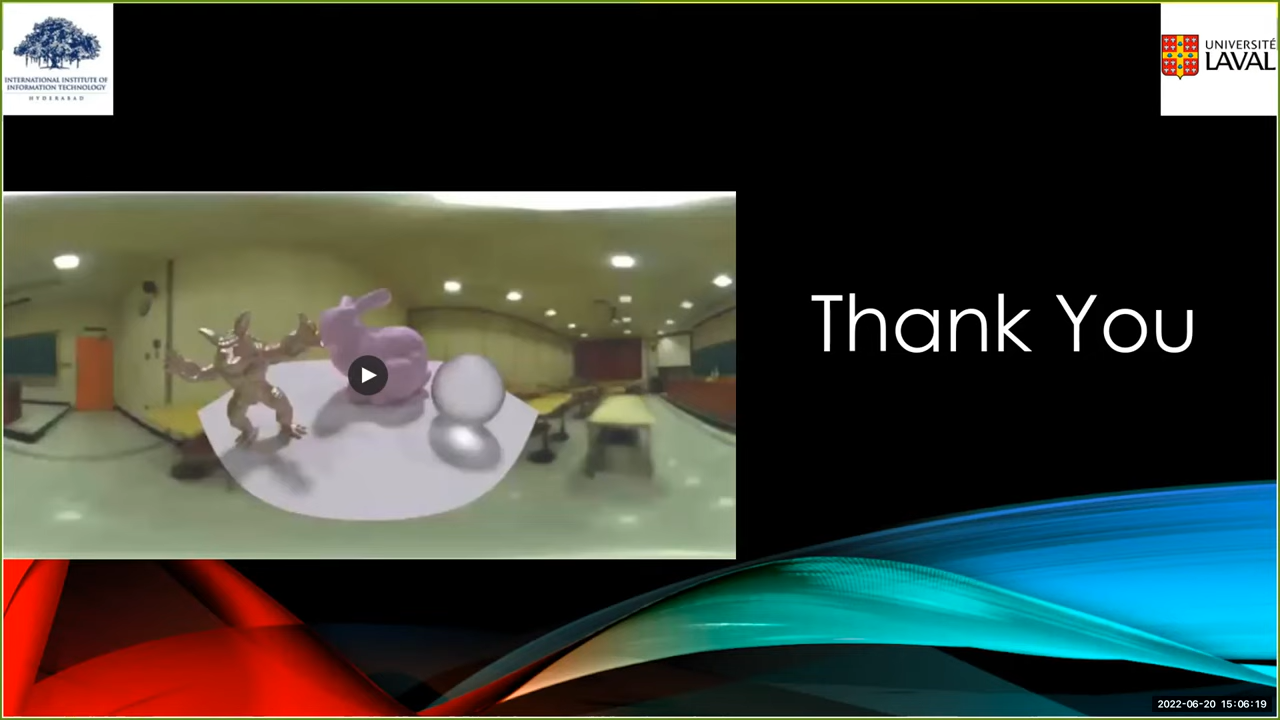 INTERNATIONAL INSTITUTE OF
INFORMATION TECHNOLOGY
HYDERABAD
UNIVERSITÉ
LAVAL
Thank You
2022-06-20 15:06:19